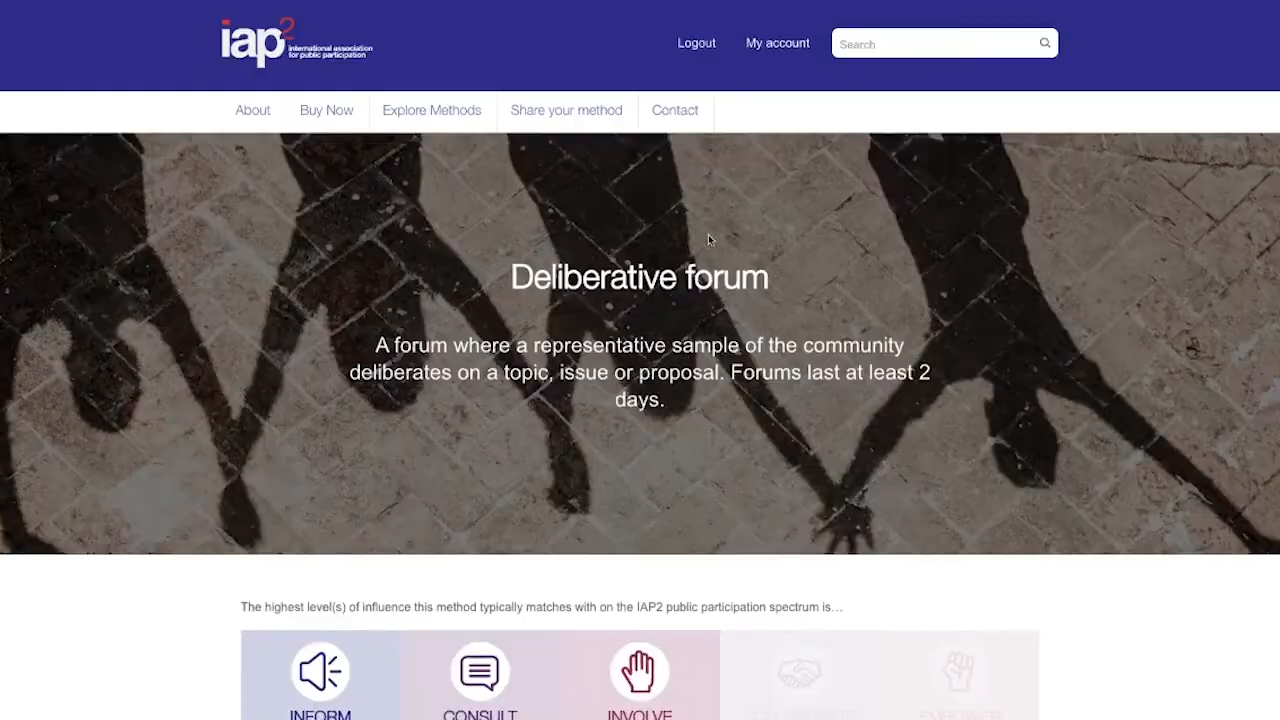 iap2
international association
for public participation
Logout
My account
Search
About
Buy Now
Explore Methods
Share your method
Contact
Deliberative forum
A forum where a representative sample of the community
deliberates on a topic, issue or proposal. Forums last at least 2
days.
The highest level(s) of influence this method typically matches with on the IAP2 public participation spectrum is…
INFORM
CONSULT
INVOLVE
EMPOWER